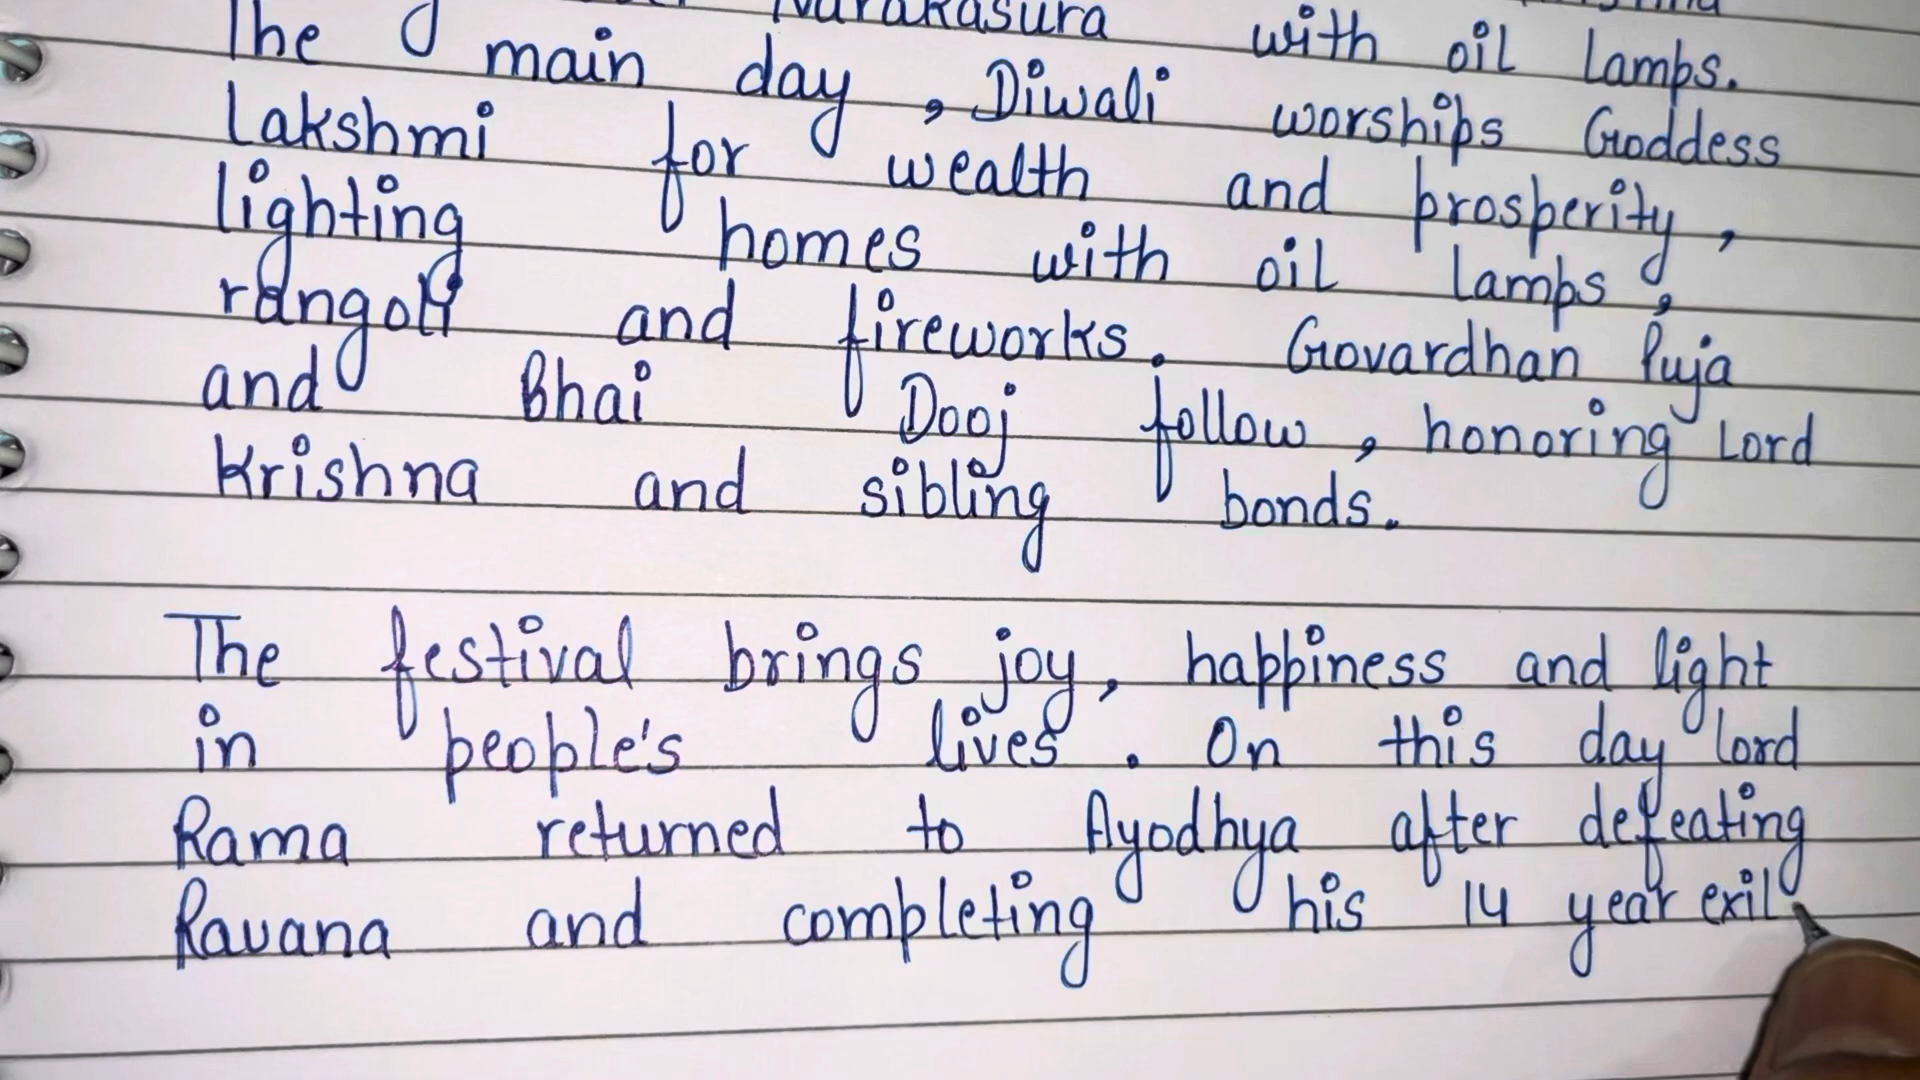 Narakasura with oil lamps.
The main day, Diwali worships Goddess
Lakshmi for wealth and prosperity,
lighting homes with oil lamps,
rangoli and fireworks. Govardhan Puja
and Bhai Dooj follow, honoring Lord
Krishna and sibling bonds.
The festival brings joy, happiness and light
in people's lives. On this day lord
Rama returned to Ayodhya after defeating
Ravana and completing his 14 year exil